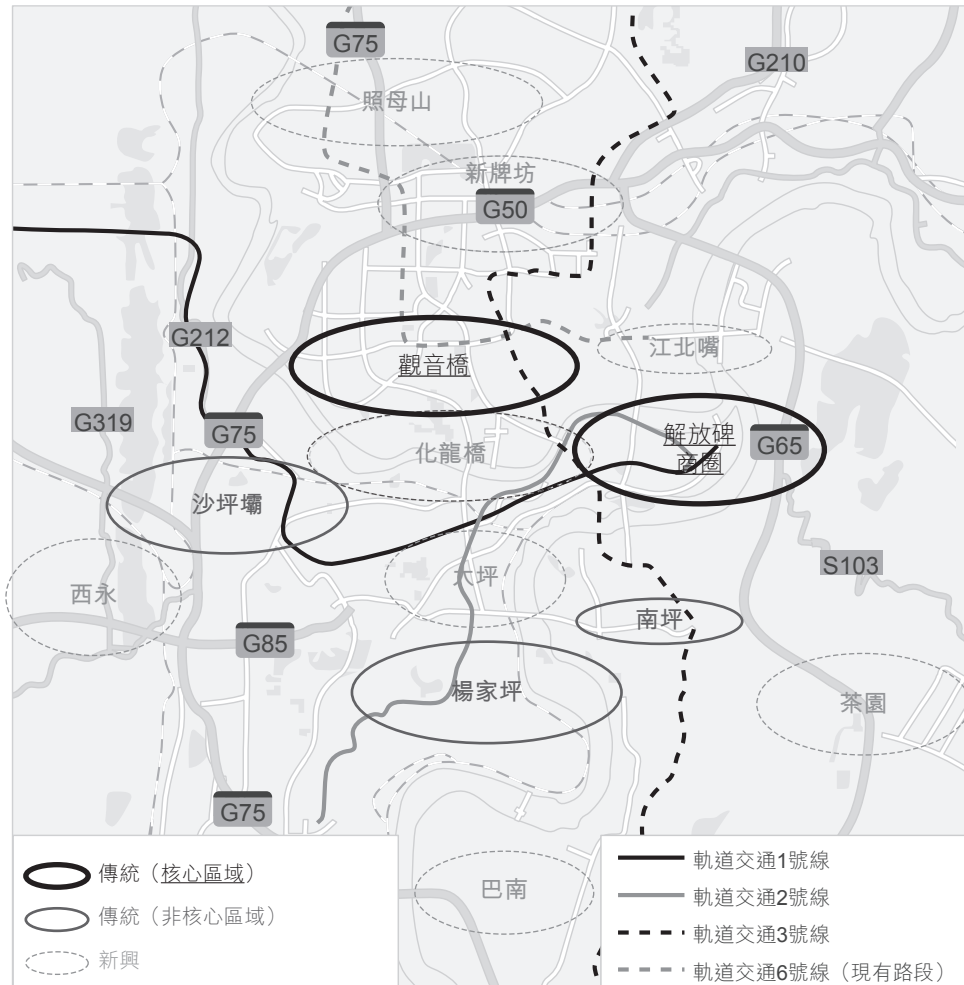 G75
G210
照母山
新牌坊
G50
G212
江北嘴
觀音橋
G319
G75
化龍橋
解放碑
商圈
G65
沙坪壩
S103
西永
大坪
南坪
G85
楊家坪
茶園
G75
巴南
傳統（核心區域）
傳統（非核心區域）
新興
軌道交通1號線
軌道交通2號線
軌道交通3號線
軌道交通6號線（現有路段）